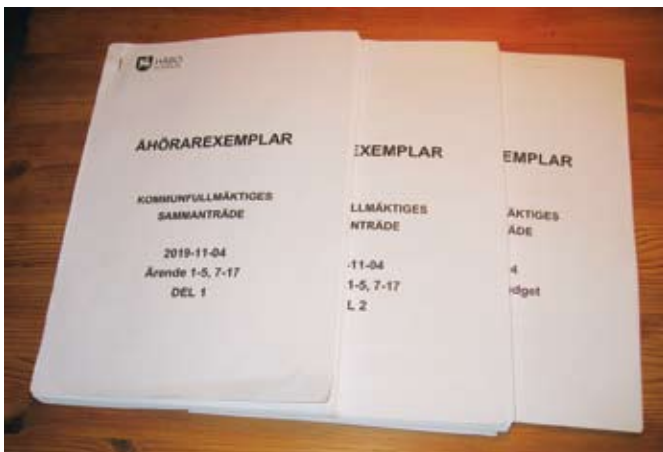 HÅBO
ÅHÖRAREXEMPLAR
KOMMUNFULLMÄKTIGES
SAMMANTRÄDE
2019-11-04
Ärende 1-5, 7-17
DEL 1
EXEMPLAR
LLMÄKTIGES
NTRÄDE
-11-04
1-5, 7-17
L 2
EMPLAR
ÄKTIGES
ÄDE
4
dget